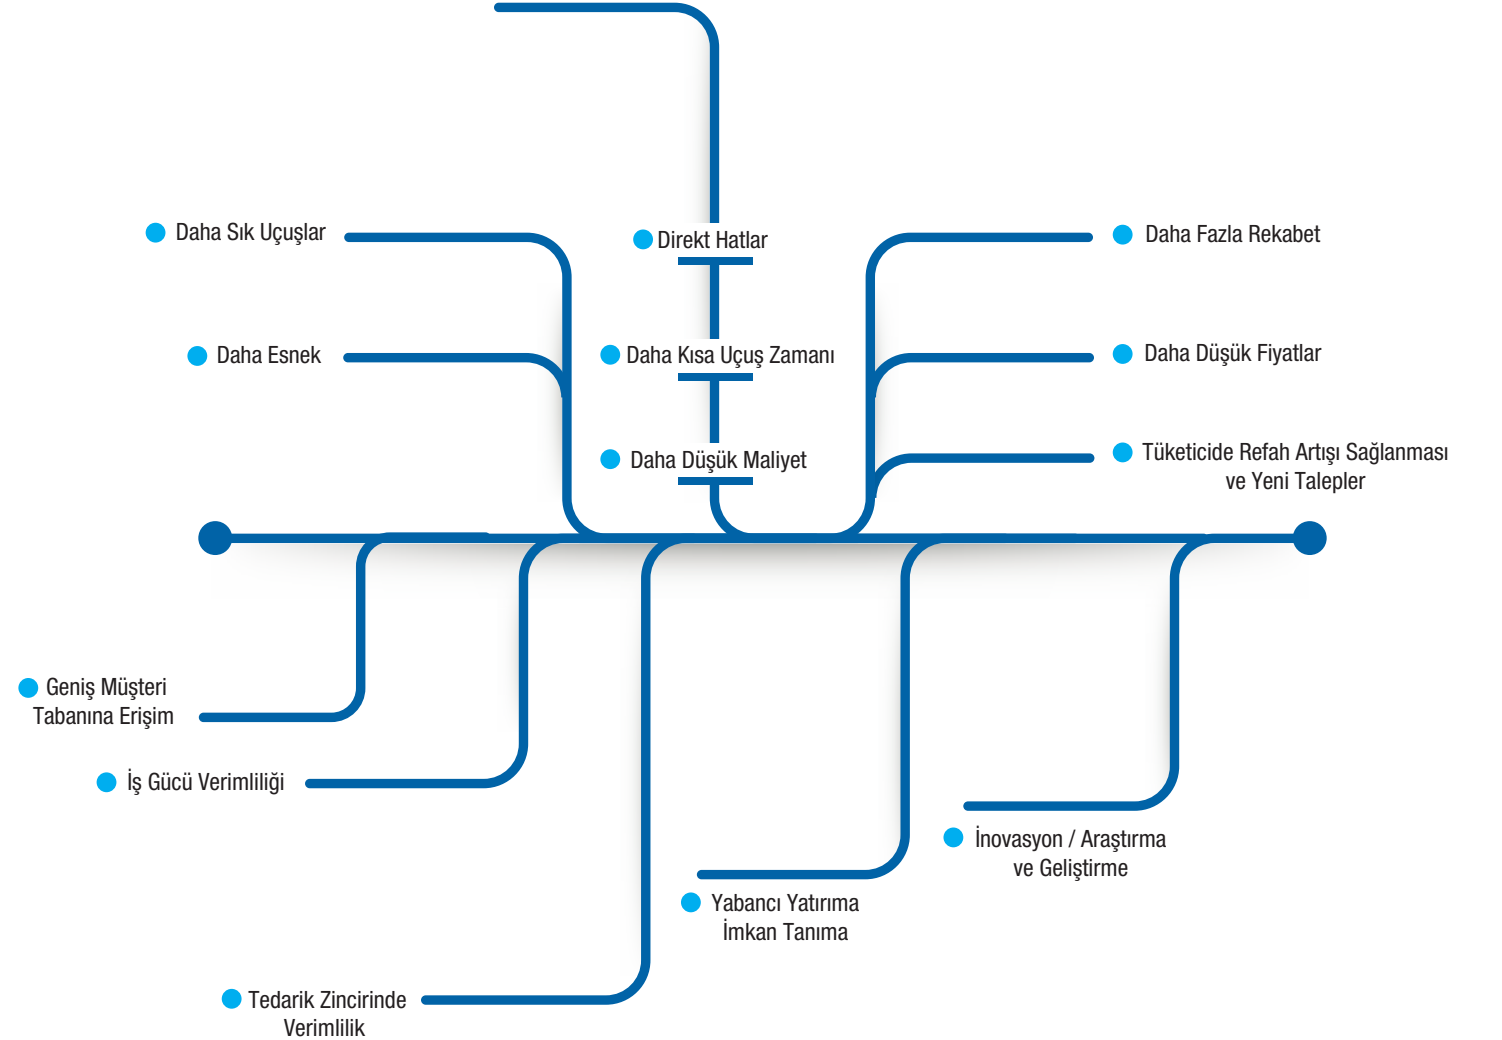 Daha Sık Uçuşlar
Direkt Hatlar
Daha Fazla Rekabet
Daha Esnek
Daha Kısa Uçuş Zamanı
Daha Düşük Fiyatlar
Daha Düşük Maliyet
Tüketicide Refah Artışı Sağlanması
ve Yeni Talepler
Geniş Müşteri
Tabanına Erişim
İş Gücü Verimliliği
İnovasyon / Araştırma
ve Geliştirme
Yabancı Yatırıma
İmkan Tanıma
Tedarik Zincirinde
Verimlilik